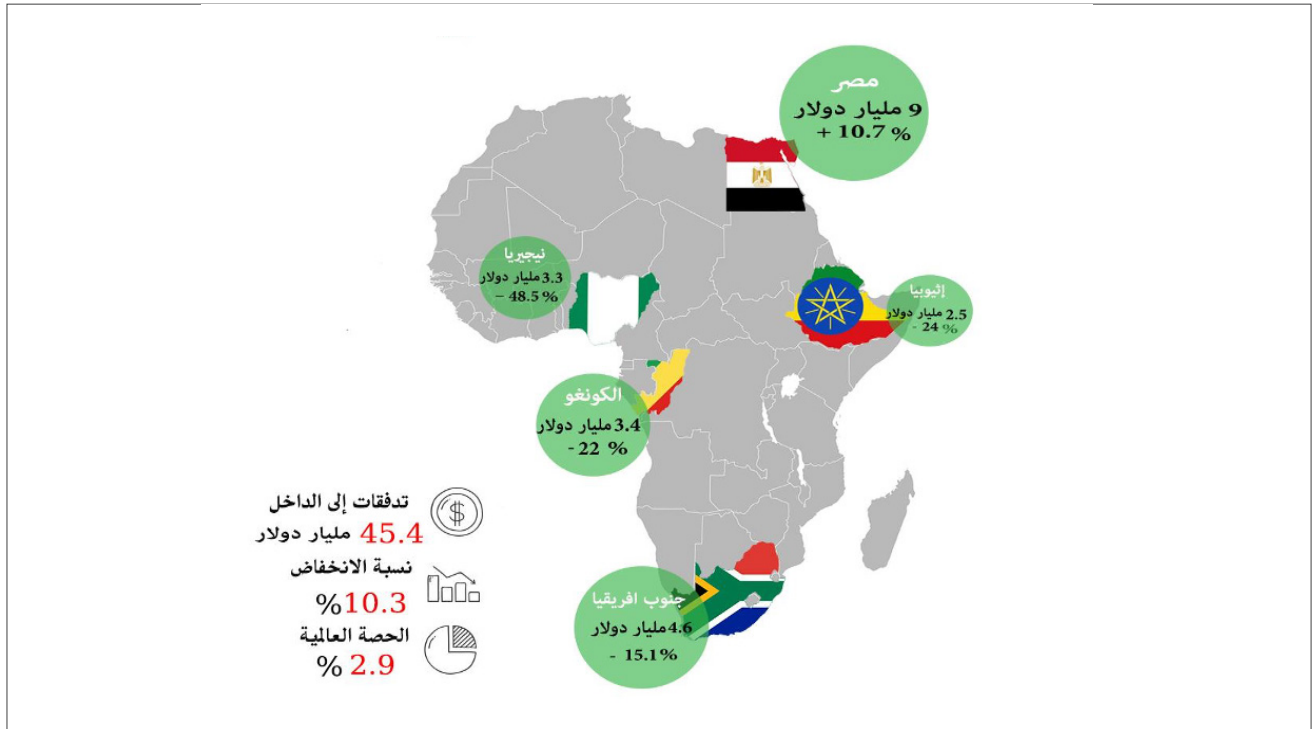 مصر
9 مليار دولار
+ 10.7 %
نيجيريا
3.3 مليار دولار
- 48.5 %
إثيوبيا
2.5 مليار دولار
- 24 %
الكونغو
3.4 مليار دولار
- 22 %
تدفقات إلى الداخل
45.4 مليار دولار
نسبة الانخفاض
%10.3
الحصة العالمية
% 2.9
جنوب افريقيا
4.6 مليار دولار
- 15.1%